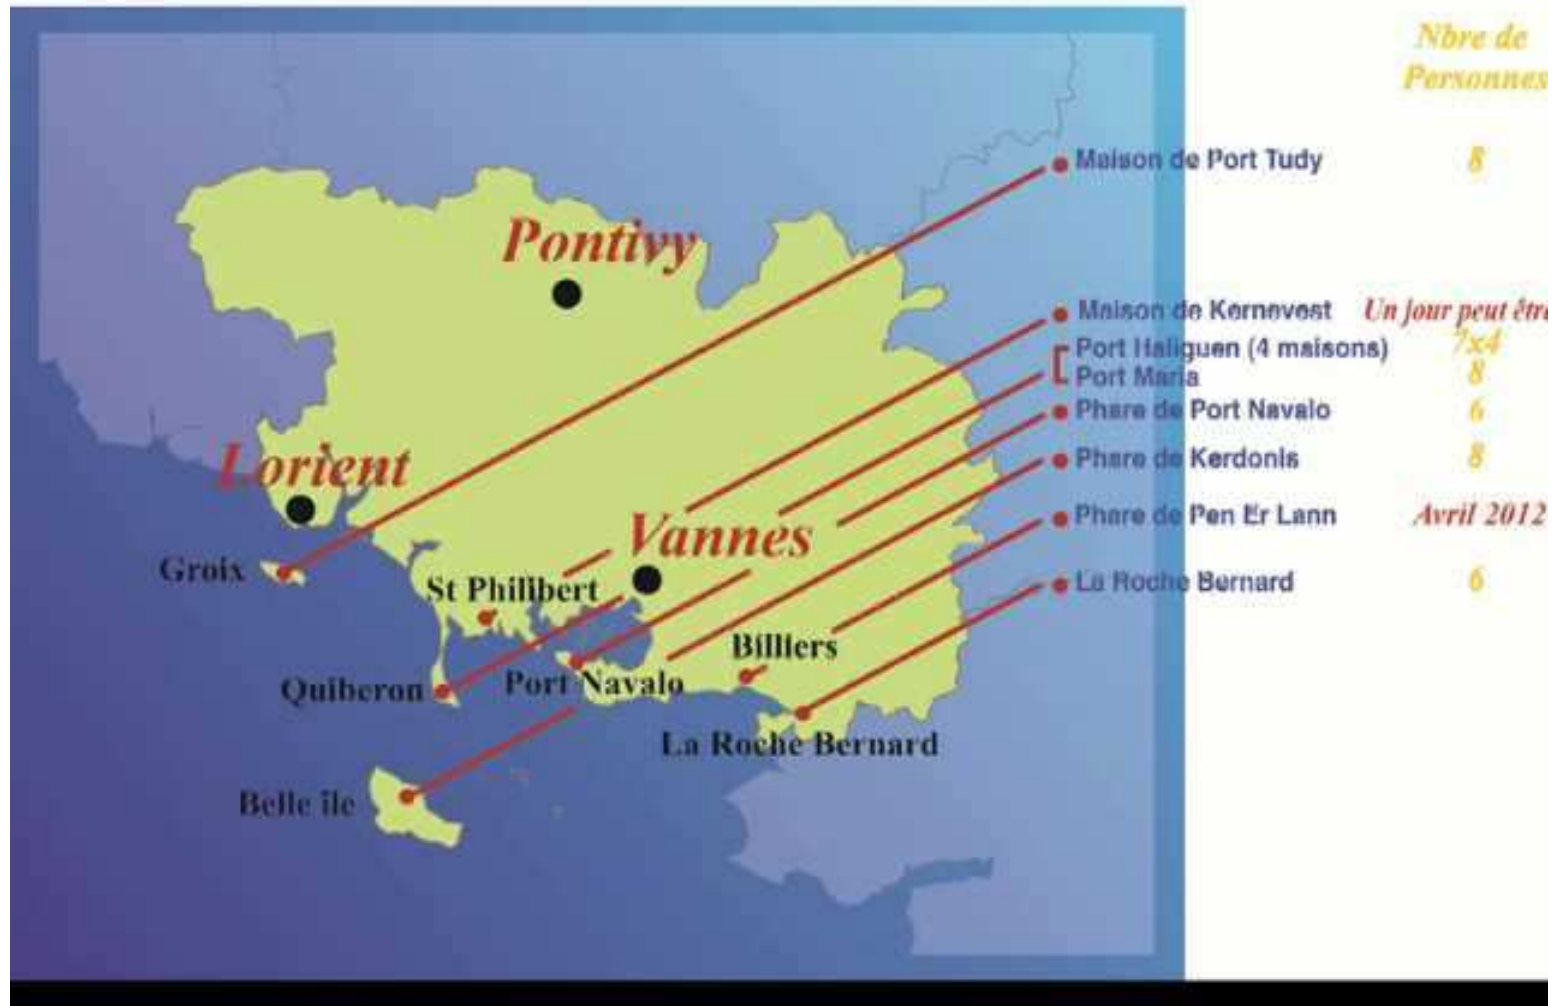 Nbre de
Personnes
Maison de Port Tudy 8
Maison de Kernevest Un jour peut être
Port Haliguen (4 maisons) 7x4
Port Maria 8
Phare de Port Navalo 6
Phare de Kerdonis 8
Phare de Pen Er Lann Avril 2012
La Roche Bernard 6
Pontivy
Lorient
Vannes
Groix
St Philibert
Billiers
Quiberon
Port Navalo
La Roche Bernard
Belle île